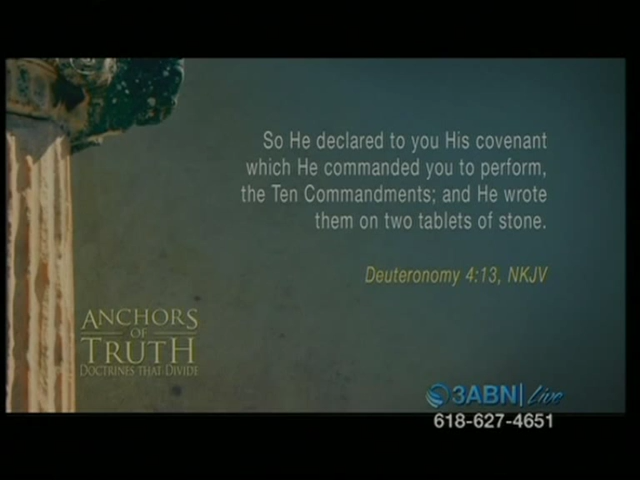 So He declared to you His covenant
which He commanded you to perform,
the Ten Commandments; and He wrote
them on two tablets of stone.
Deuteronomy 4:13, NKJV
ANCHORS
OF
TRUTH
DOCTRINES THAT DIVIDE
3ABN Live
618-627-4651